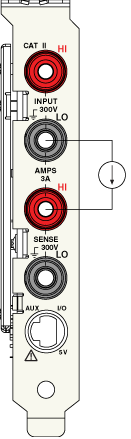 CAT II
HI
INPUT
300V
LO
AMPS
3A
HI
SENSE
300V
LO
AUX I/O
5V